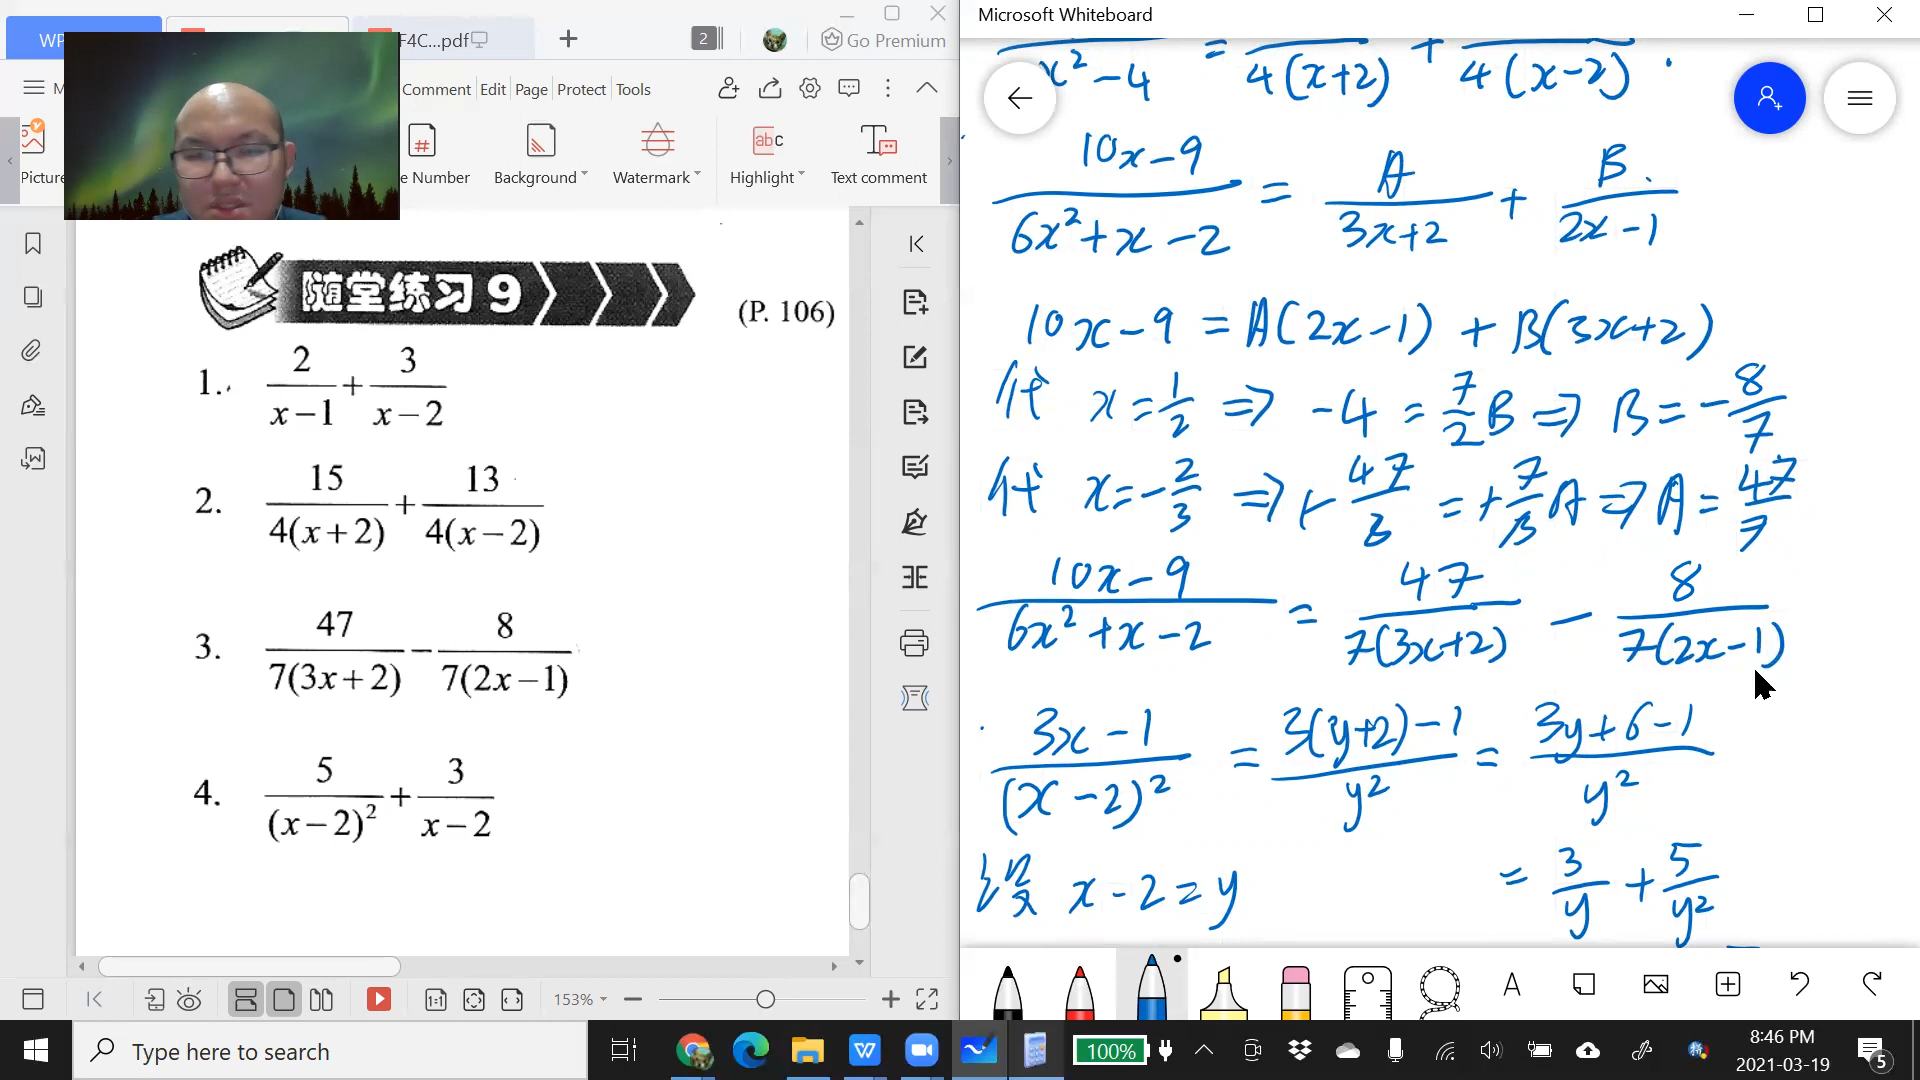 WP
F4C...pdf
2
Go Premium
Comment Edit Page Protect Tools
Picture
e Number
Background
Watermark
Highlight
Text comment
随堂练习 9
(P. 106)
1. 2/(x−1) + 3/(x−2)
2. 15/(4(x+2)) + 13/(4(x−2))
3. 47/(7(3x+2)) − 8/(7(2x−1))
4. 5/(x−2)² + 3/(x−2)
153%
Microsoft Whiteboard
x²−4 = 4(x+2) + 4(x−2)
(10x−9)/(6x²+x−2) = A/(3x+2) + B/(2x−1)
10x−9 = A(2x−1) + B(3x+2)
代 x=1/2 ⇒ −4 = 7/2 B ⇒ B = −8/7
代 x=−2/3 ⇒ +47/3 = +7/3 A ⇒ A = 47/7
(10x−9)/(6x²+x−2) = 47/(7(3x+2)) − 8/(7(2x−1))
(3x−1)/(x−2)² = (3(y+2)−1)/y² = (3y+6−1)/y²
设 x−2=y
= 3/y + 5/y²
Type here to search
100%
8:46 PM
2021-03-19
5